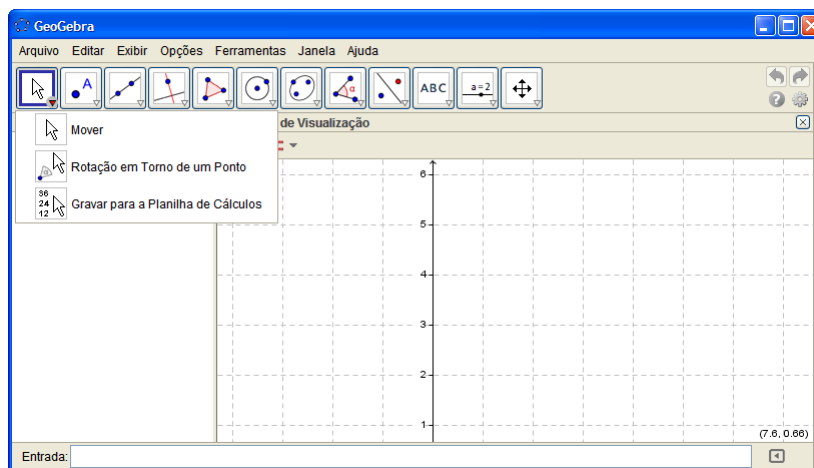 GeoGebra
Arquivo Editar Exibir Opções Ferramentas Janela Ajuda
A α ABC a=2
de Visualização
Mover
Rotação em Torno de um Ponto
36
24
12
Gravar para a Planilha de Cálculos
6
5
4
3
2
1
(7.6, 0.66)
Entrada: